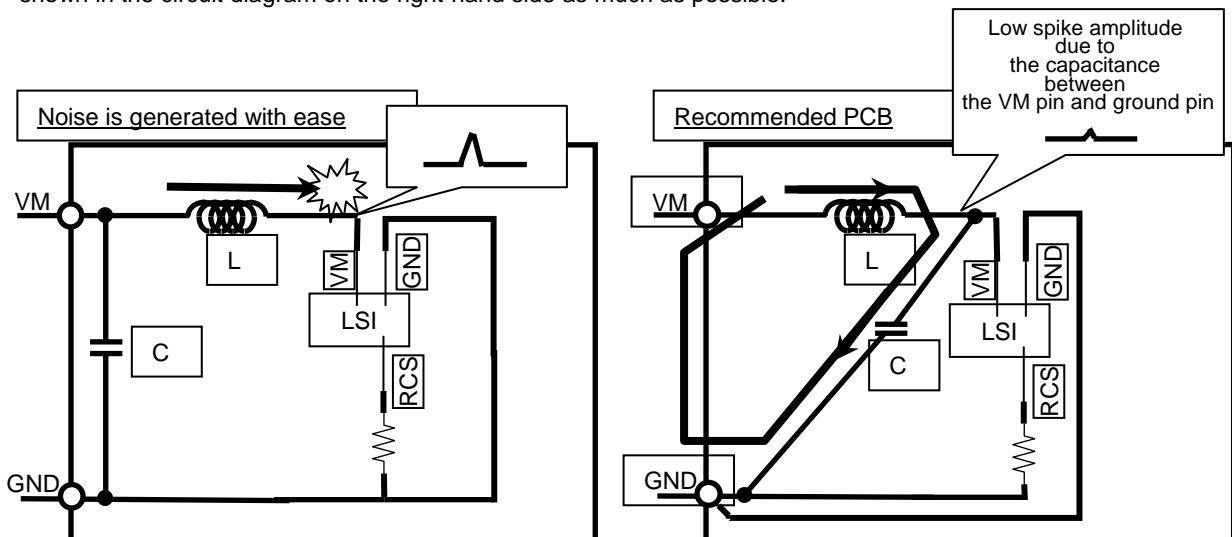 shown in the circuit diagram on the right-hand side as much as possible.
Low spike amplitude
due to
the capacitance
between
the VM pin and ground pin
Noise is generated with ease
Recommended PCB
VM
L
VM
GND
LSI
C
RCS
GND
VM
L
VM
GND
LSI
C
RCS
GND